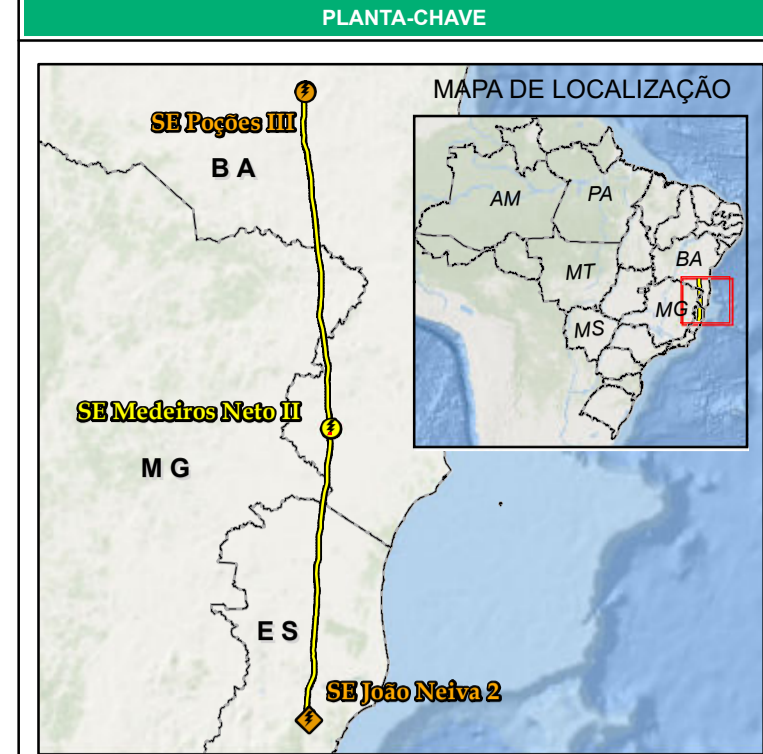 PLANTA-CHAVE
MAPA DE LOCALIZAÇÃO
SE Poções III
B A
AM
PA
BA
MT
MG
MS
SE Medeiros Neto II
M G
E S
SE João Neiva 2